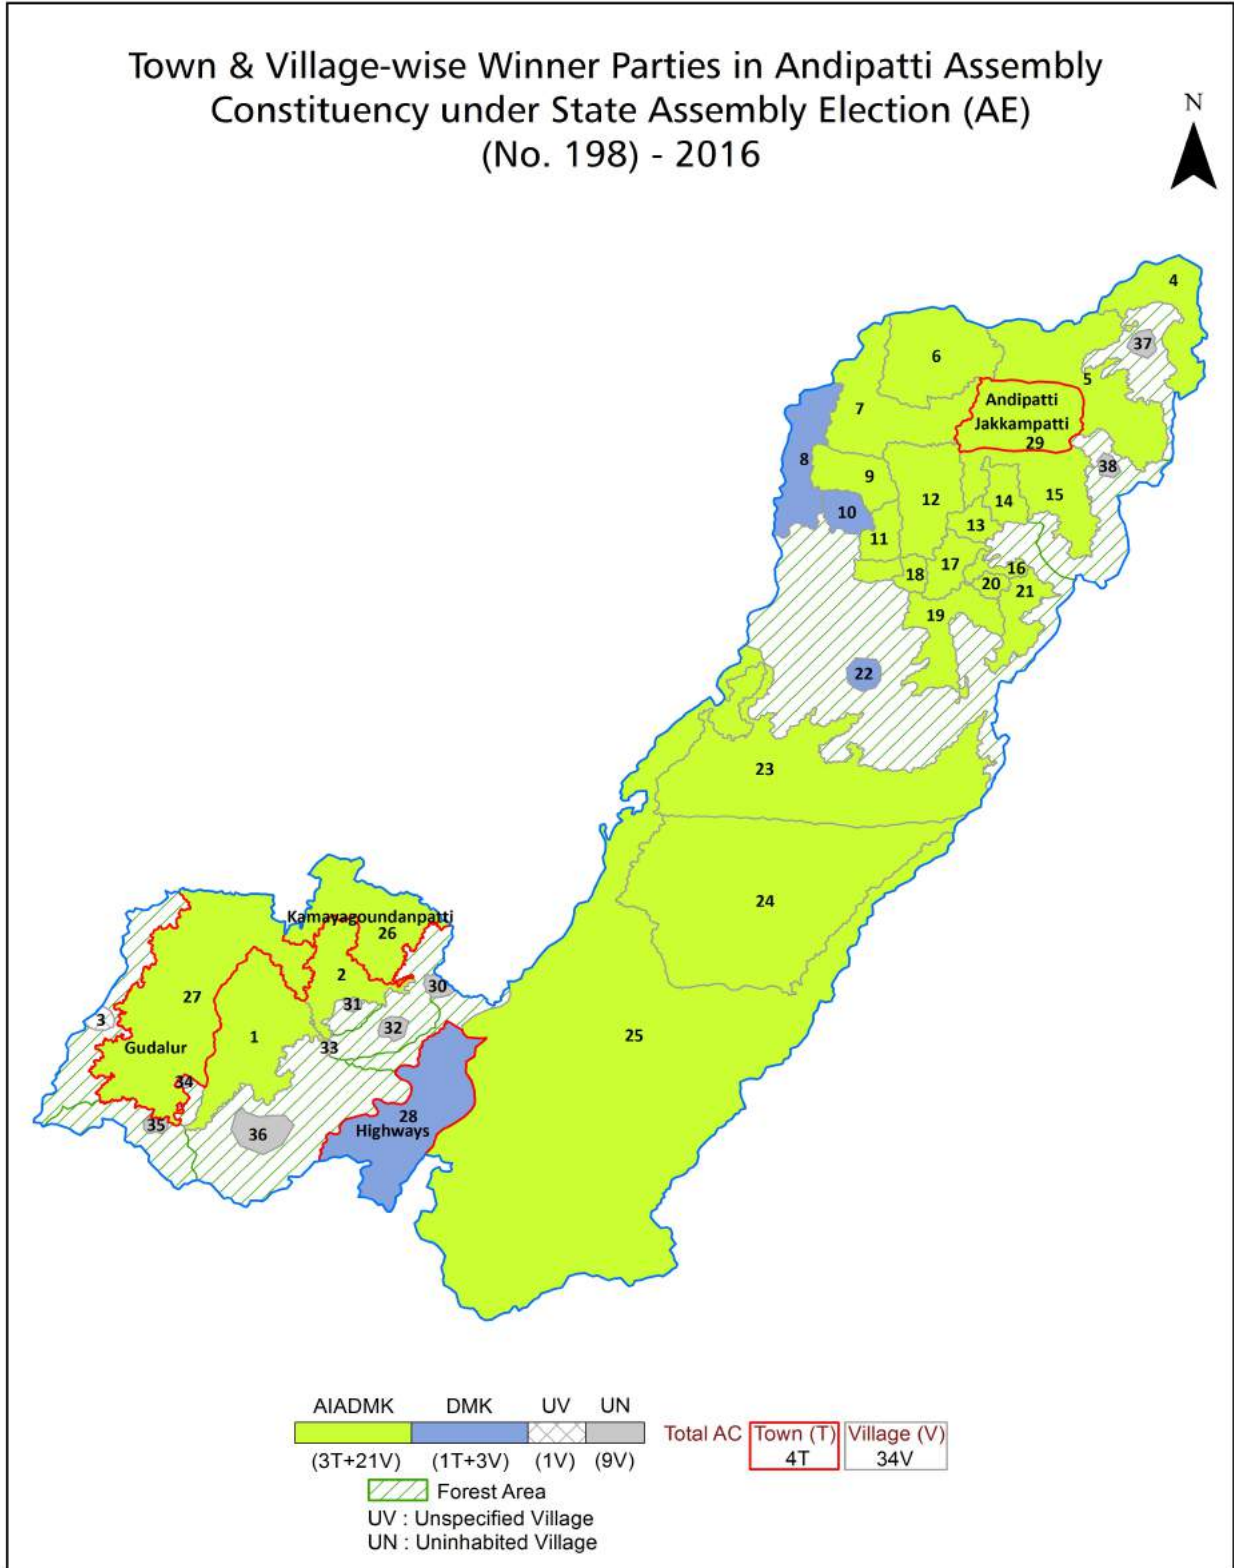 Town & Village-wise Winner Parties in Andipatti Assembly
Constituency under State Assembly Election (AE)
(No. 198) - 2016
N
4
37
6
5
7
Andipatti
Jakkampatti
29
8
38
9
12
14
15
10
13
11
17
16
18
20
21
19
22
23
24
Kamayagoundanpatti
26
2
30
27
31
3
32
1
33
25
Gudalur
34
28
35
Highways
36
AIADMK DMK UV UN
Total AC Town (T) Village (V)
(3T+21V) (1T+3V) (1V) (9V) 4T 34V
Forest Area
UV : Unspecified Village
UN : Uninhabited Village